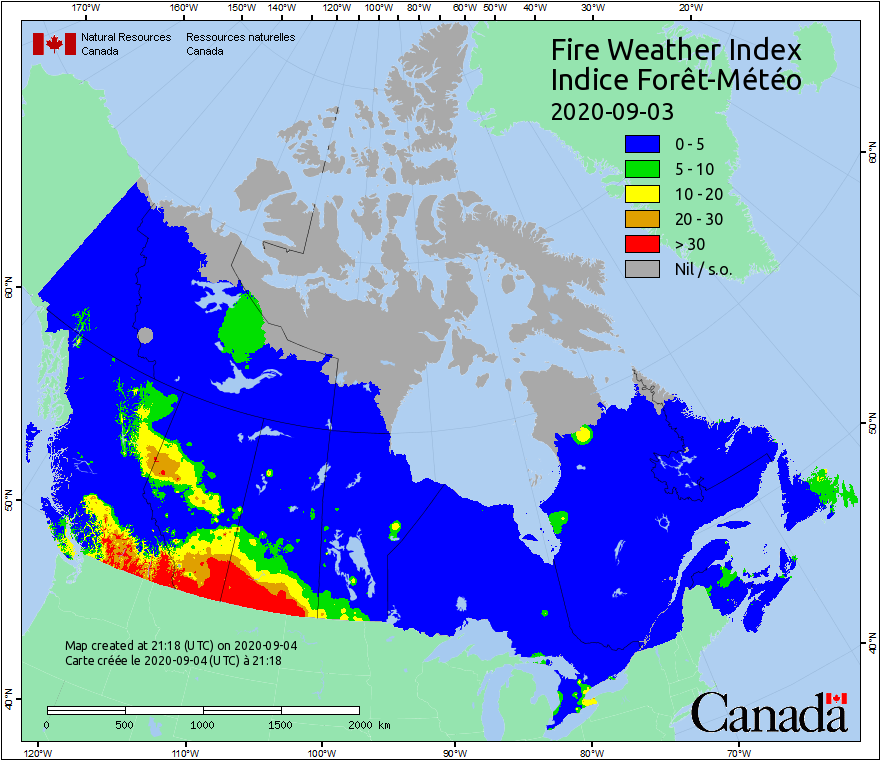 170°W 160°W 150°W 140°W 120°W 100°W 80°W 60°W 50°W 40°W 30°W 20°W
Natural Resources Ressources naturelles
Canada Canada
Fire Weather Index
Indice Forêt-Météo
2020-09-03
0 - 5
5 - 10
10 - 20
20 - 30
> 30
Nil / s.o.
60°N
60°N
50°N
50°N
40°N
40°N
Map created at 21:18 (UTC) on 2020-09-04
Carte créée le 2020-09-04 (UTC) à 21:18
0 500 1000 1500 2000 km
Canada
120°W 110°W 100°W 90°W 80°W 70°W